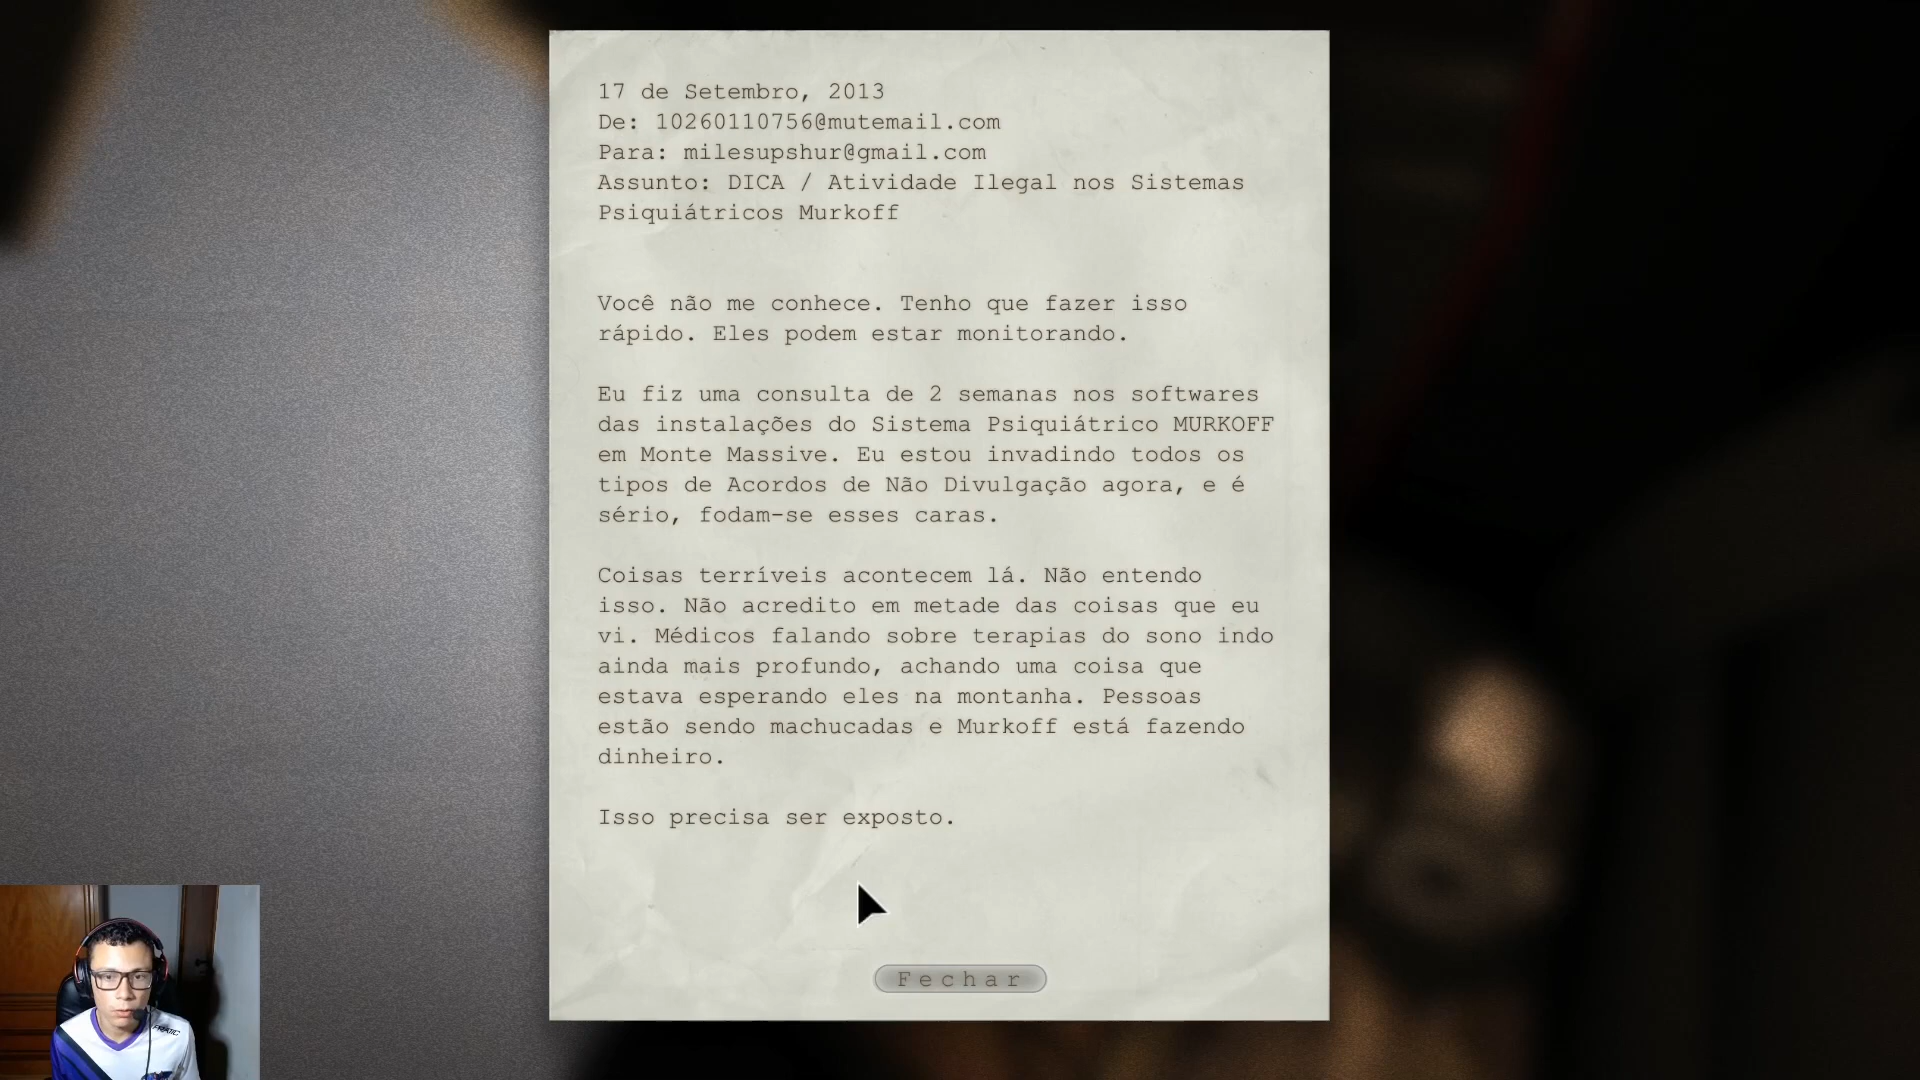 17 de Setembro, 2013
De: 10260110756@mutemail.com
Para: milesupshur@gmail.com
Assunto: DICA / Atividade Ilegal nos Sistemas
Psiquiátricos Murkoff
Você não me conhece. Tenho que fazer isso
rápido. Eles podem estar monitorando.
Eu fiz uma consulta de 2 semanas nos softwares
das instalações do Sistema Psiquiátrico MURKOFF
em Monte Massive. Eu estou invadindo todos os
tipos de Acordos de Não Divulgação agora, e é
sério, fodam-se esses caras.
Coisas terríveis acontecem lá. Não entendo
isso. Não acredito em metade das coisas que eu
vi. Médicos falando sobre terapias do sono indo
ainda mais profundo, achando uma coisa que
estava esperando eles na montanha. Pessoas
estão sendo machucadas e Murkoff está fazendo
dinheiro.
Isso precisa ser exposto.
Fechar